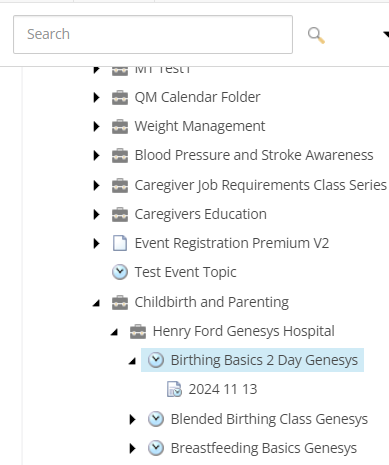 Search
MT Test1
QM Calendar Folder
Weight Management
Blood Pressure and Stroke Awareness
Caregiver Job Requirements Class Series
Caregivers Education
Event Registration Premium V2
Test Event Topic
Childbirth and Parenting
Henry Ford Genesys Hospital
Birthing Basics 2 Day Genesys
2024 11 13
Blended Birthing Class Genesys
Breastfeeding Basics Genesys